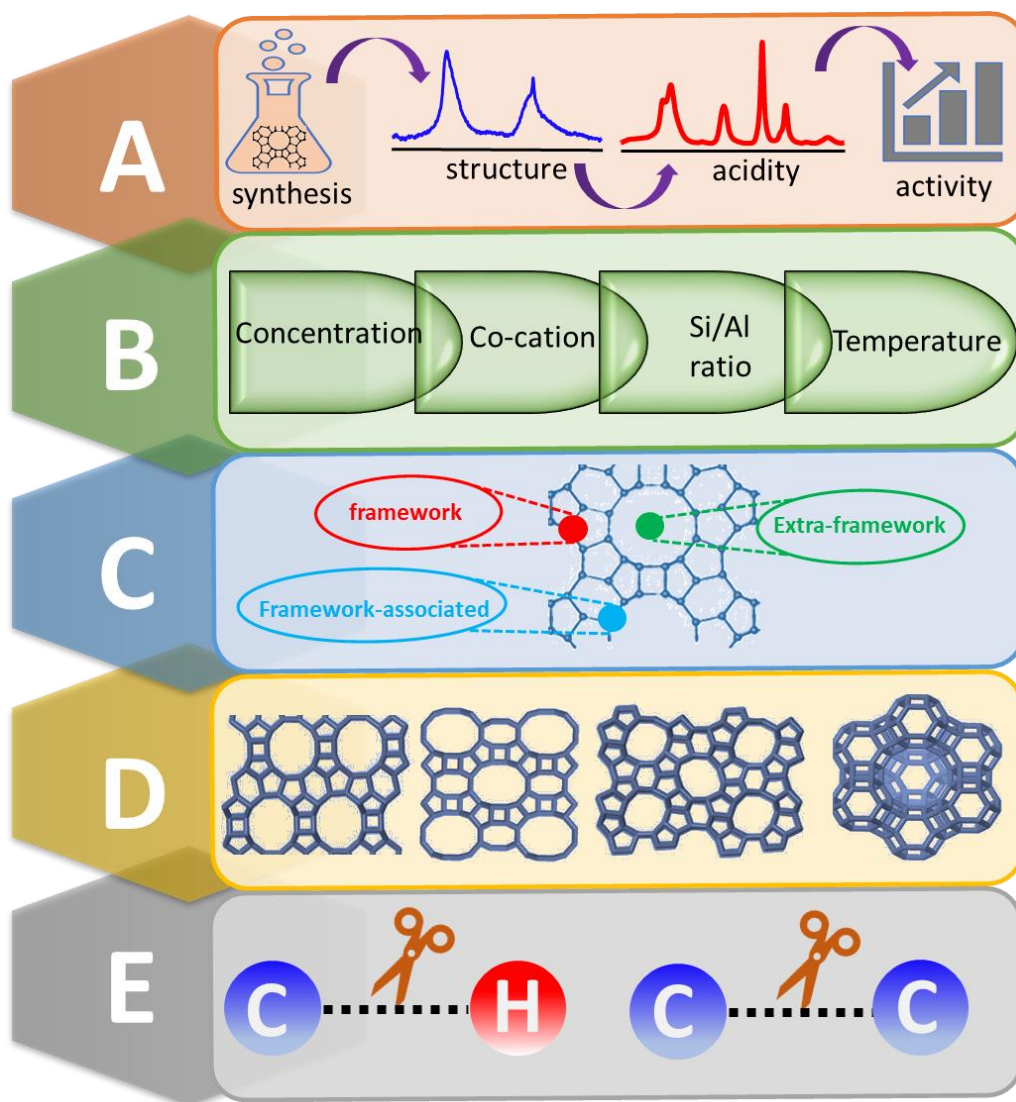 A
synthesis
structure
acidity
activity
B
Concentration
Co-cation
Si/Al
ratio
Temperature
C
framework
Extra-framework
Framework-associated
D
E
C
H
C
C